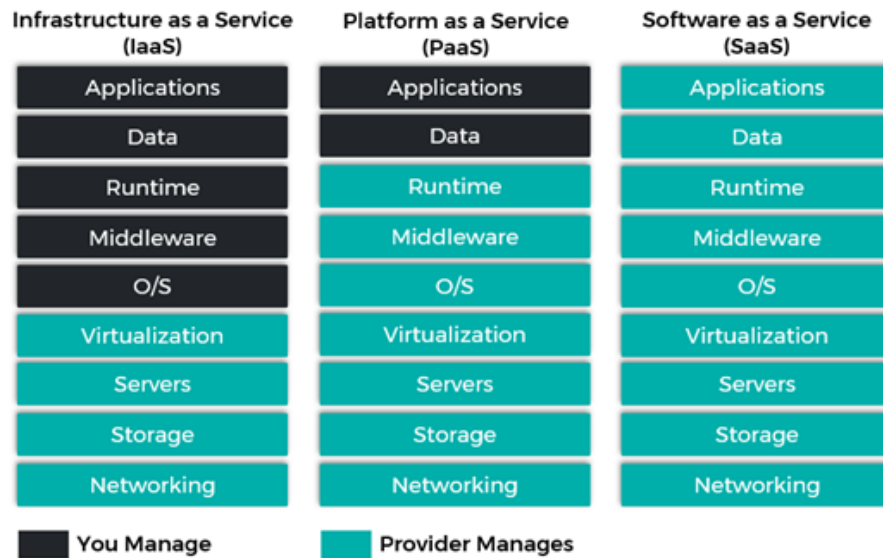 Infrastructure as a Service
(IaaS)
Applications
Data
Runtime
Middleware
O/S
Virtualization
Servers
Storage
Networking
Platform as a Service
(PaaS)
Applications
Data
Runtime
Middleware
O/S
Virtualization
Servers
Storage
Networking
Software as a Service
(SaaS)
Applications
Data
Runtime
Middleware
O/S
Virtualization
Servers
Storage
Networking
You Manage
Provider Manages